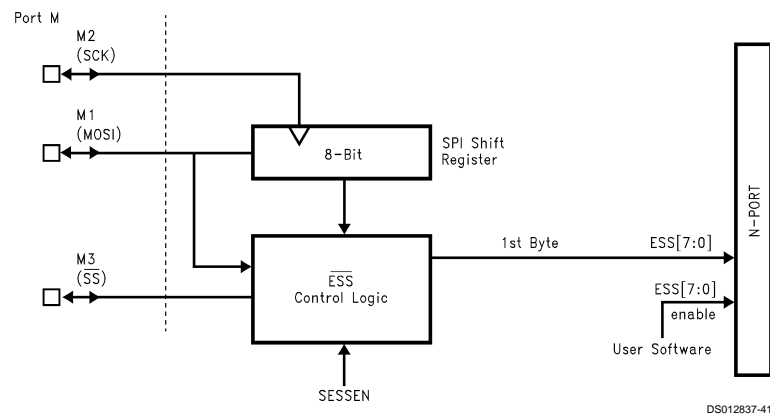 Port M
M2
(SCK)
M1
(MOSI)
8-Bit
SPI Shift
Register
M3
(SS)
ESS
Control Logic
1st Byte
ESS[7:0]
ESS[7:0]
enable
User Software
N-PORT
SESSEN
DS012837-41